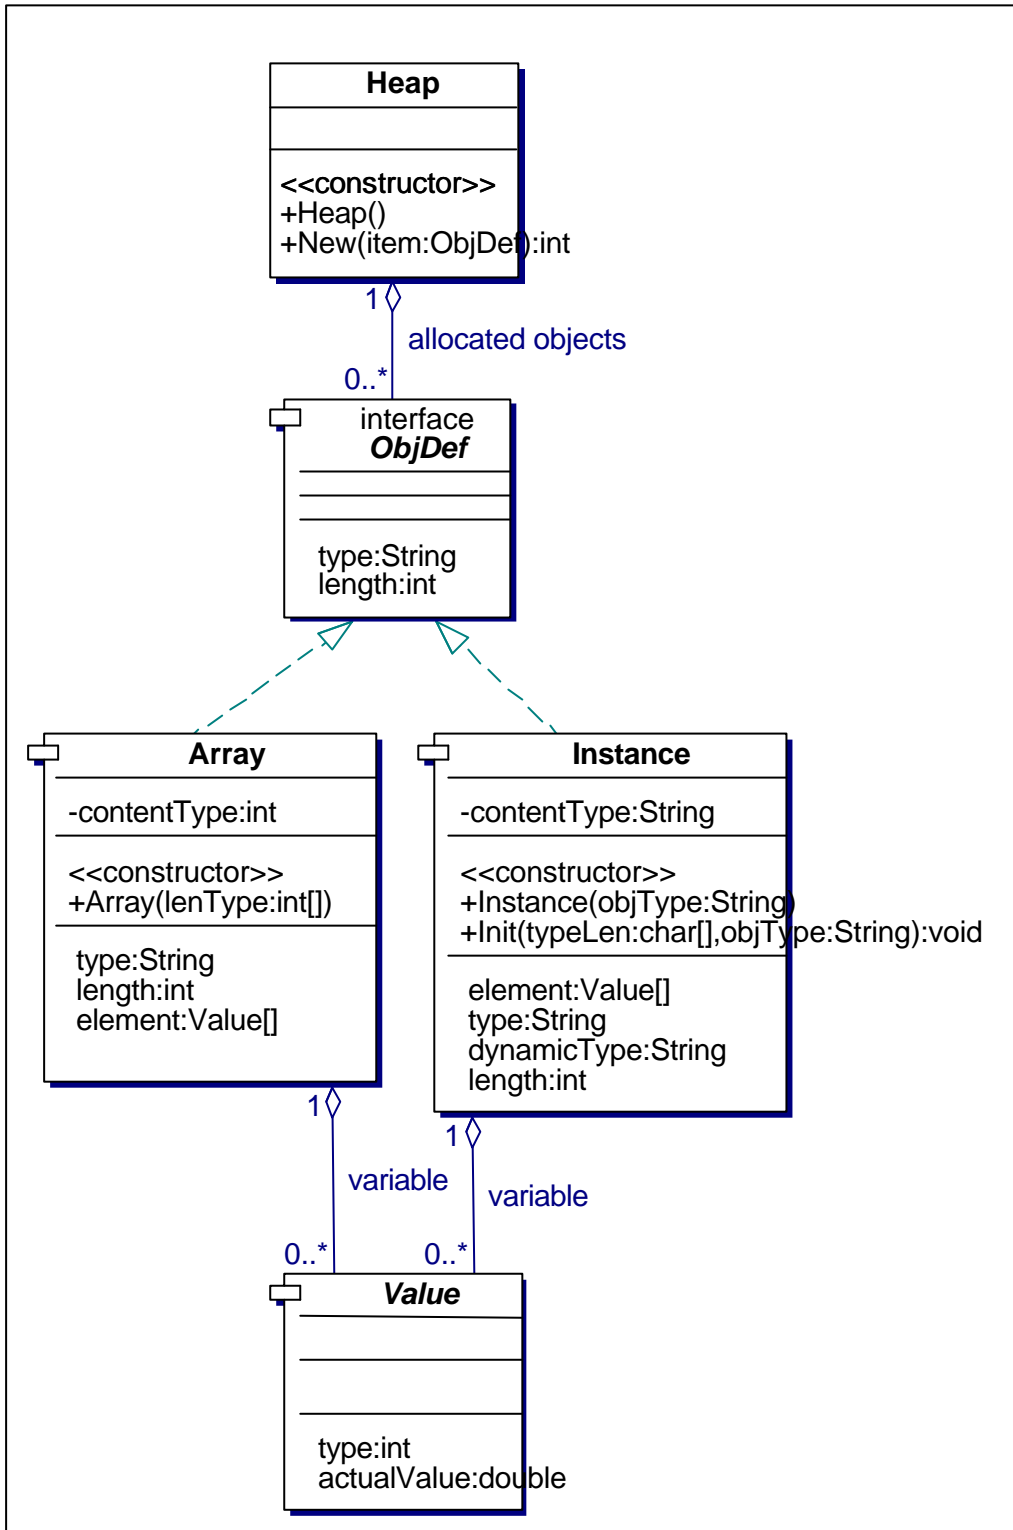 Heap
<<constructor>>
+Heap()
+New(item:ObjDef):int
1
allocated objects
0..*
interface
ObjDef
type:String
length:int
Array
-contentType:int
<<constructor>>
+Array(lenType:int[])
type:String
length:int
element:Value[]
Instance
-contentType:String
<<constructor>>
+Instance(objType:String)
+Init(typeLen:char[],objType:String):void
element:Value[]
type:String
dynamicType:String
length:int
1
variable
0..*
1
variable
0..*
Value
type:int
actualValue:double